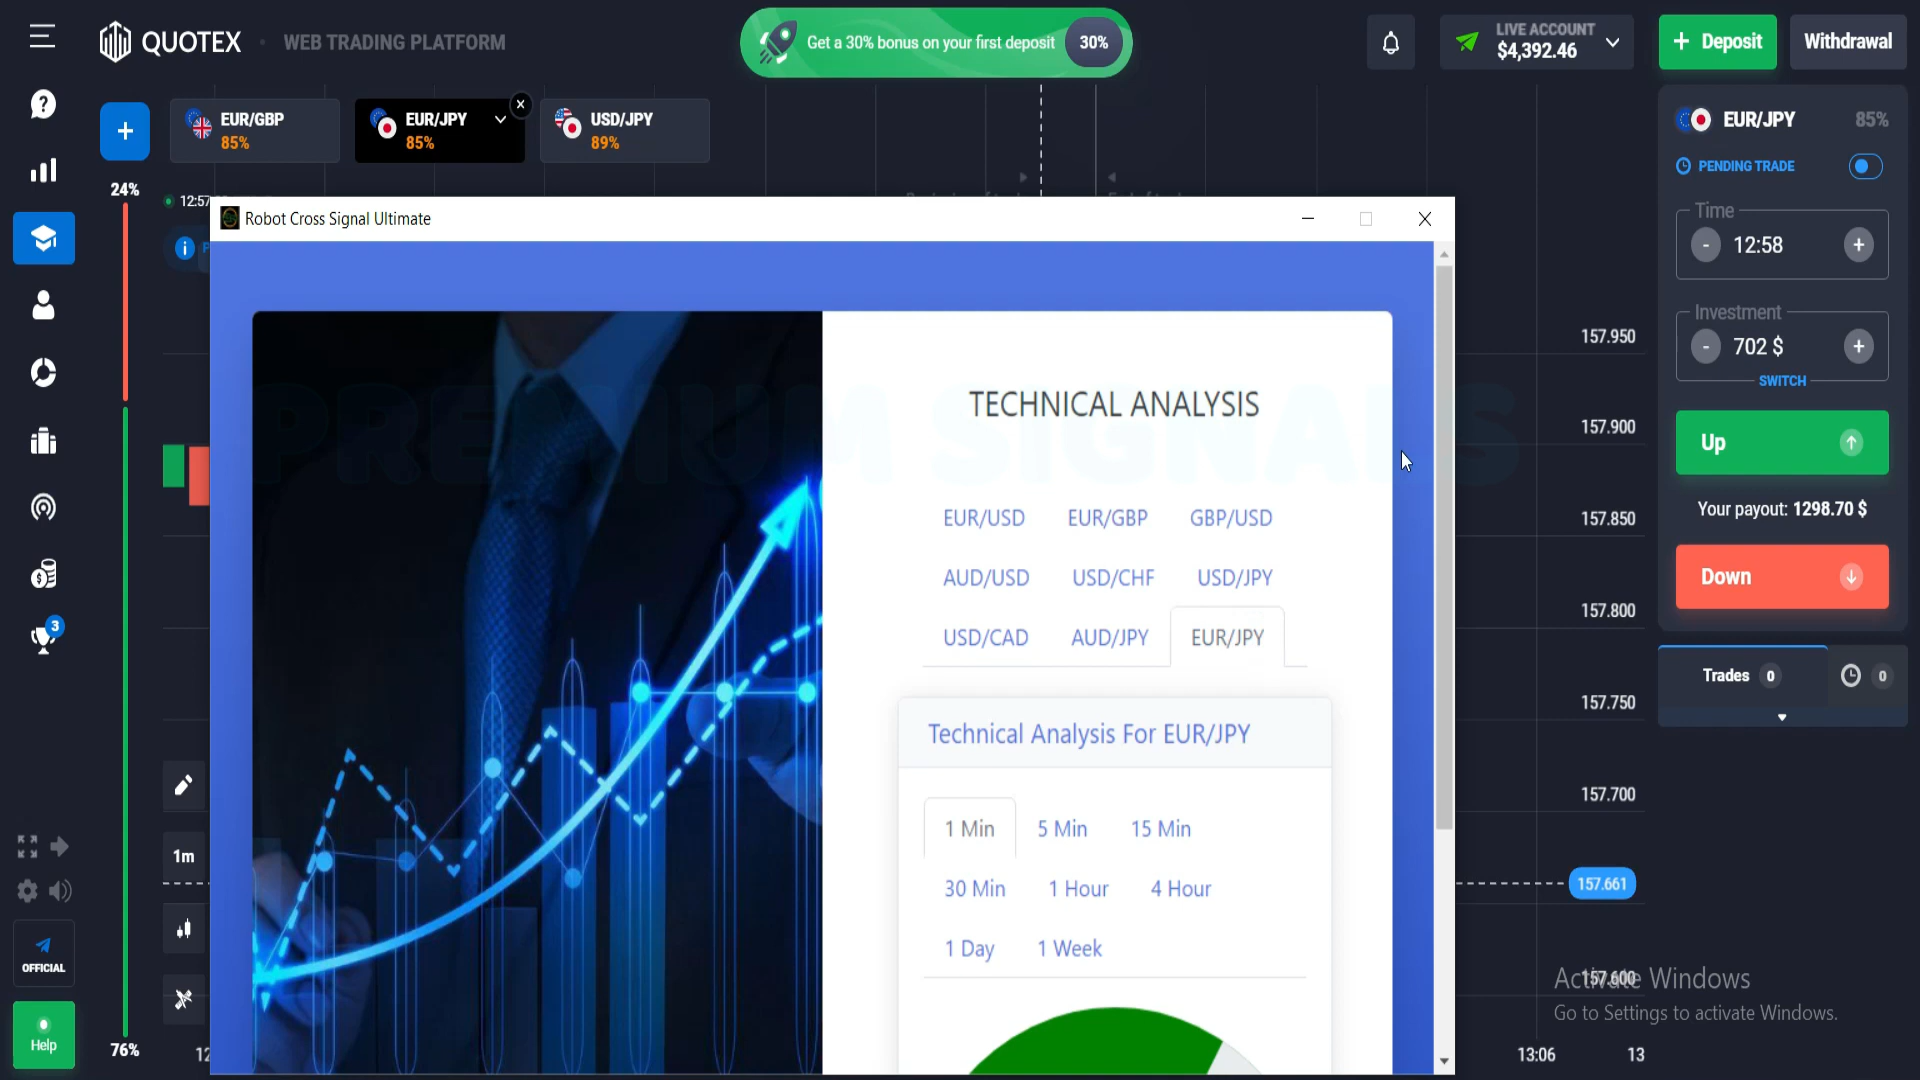 QUOTEX
WEB TRADING PLATFORM
Get a 30% bonus on your first deposit 30%
LIVE ACCOUNT
$4,392.46
+ Deposit
Withdrawal
+
EUR/GBP
85%
EUR/JPY
85%
USD/JPY
89%
24%
12:57
Robot Cross Signal Ultimate
PREMIUM SIGNALS
TECHNICAL ANALYSIS
EUR/USD EUR/GBP GBP/USD
AUD/USD USD/CHF USD/JPY
USD/CAD AUD/JPY EUR/JPY
Technical Analysis For EUR/JPY
1 Min 5 Min 15 Min
30 Min 1 Hour 4 Hour
1 Day 1 Week
EUR/JPY 85%
PENDING TRADE
Time
- 12:58 +
Investment
- 702 $ +
SWITCH
Up
Your payout: 1298.70 $
Down
Trades 0 0
157.950
157.900
157.850
157.800
157.750
157.700
157.661
157.600
13:06 13
3
1m
OFFICIAL
Help
76%
12
Activate Windows
Go to Settings to activate Windows.